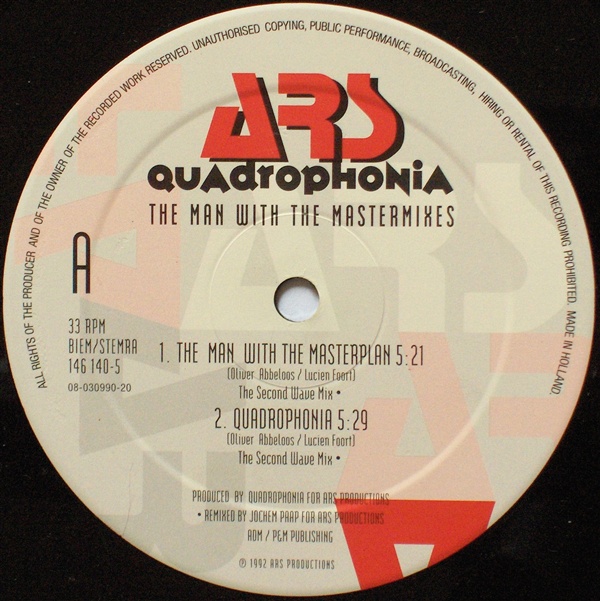 ALL RIGHTS OF THE PRODUCER AND OF THE OWNER OF THE RECORDED WORK RESERVED. UNAUTHORISED COPYING, PUBLIC PERFORMANCE, BROADCASTING, HIRING OR RENTAL OF THIS RECORDING PROHIBITED. MADE IN HOLLAND.
ARS
QUADROPHONIA
THE MAN WITH THE MASTERMIXES
A
33 RPM
BIEM/STEMRA
146 140-5
08-030990-20
1. THE MAN WITH THE MASTERPLAN 5:21
(Oliver Abbeloos / Lucien Foort)
The Second Wave Mix •
2. QUADROPHONIA 5:29
(Oliver Abbeloos / Lucien Foort)
The Second Wave Mix •
PRODUCED BY QUADROPHONIA FOR ARS PRODUCTIONS
• REMIXED BY JOCHEM PAAP FOR ARS PRODUCTIONS
ADM / P&M PUBLISHING
℗ 1992 ARS PRODUCTIONS
ARS